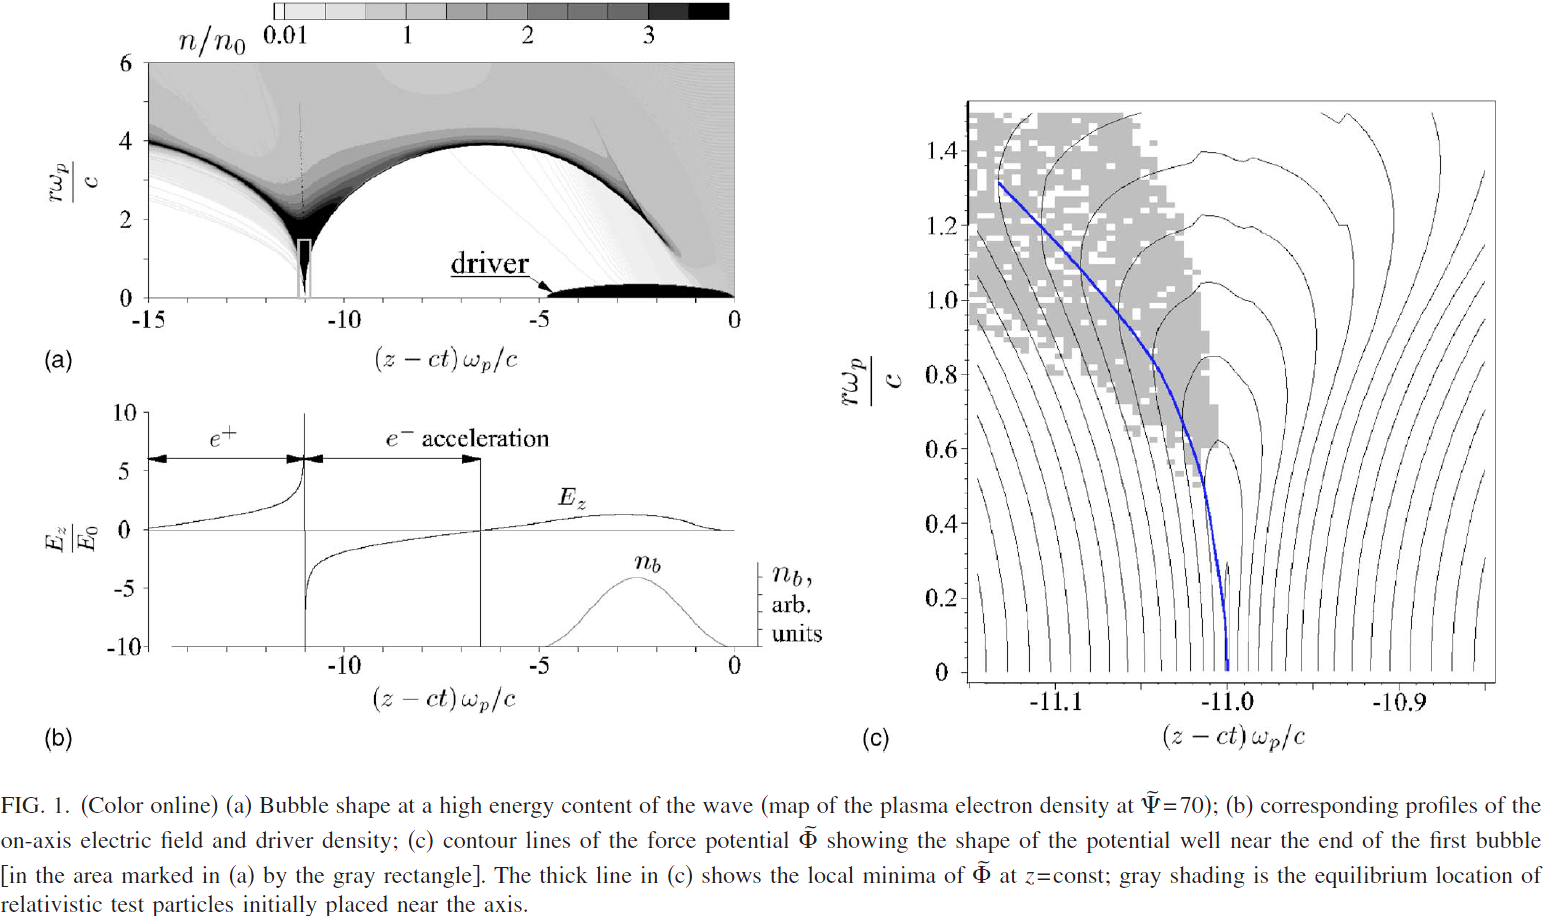 n/n₀ 0.01 1 2 3
(a)
6
4
2
0
rωₚ/c
driver
-15 -10 -5 0
(z − ct) ωₚ/c
(b)
10
5
0
-5
-10
E_z/E₀
e⁺ e⁻ acceleration
E_z
n_b
n_b,
arb.
units
-10 -5 0
(z − ct) ωₚ/c
(c)
1.4
1.2
1.0
0.8
0.6
0.4
0.2
0
rωₚ/c
-11.1 -11.0 -10.9
(z − ct) ωₚ/c
FIG. 1. (Color online) (a) Bubble shape at a high energy content of the wave (map of the plasma electron density at Ψ̃=70); (b) corresponding profiles of the
on-axis electric field and driver density; (c) contour lines of the force potential Φ̃ showing the shape of the potential well near the end of the first bubble
[in the area marked in (a) by the gray rectangle]. The thick line in (c) shows the local minima of Φ̃ at z=const; gray shading is the equilibrium location of
relativistic test particles initially placed near the axis.